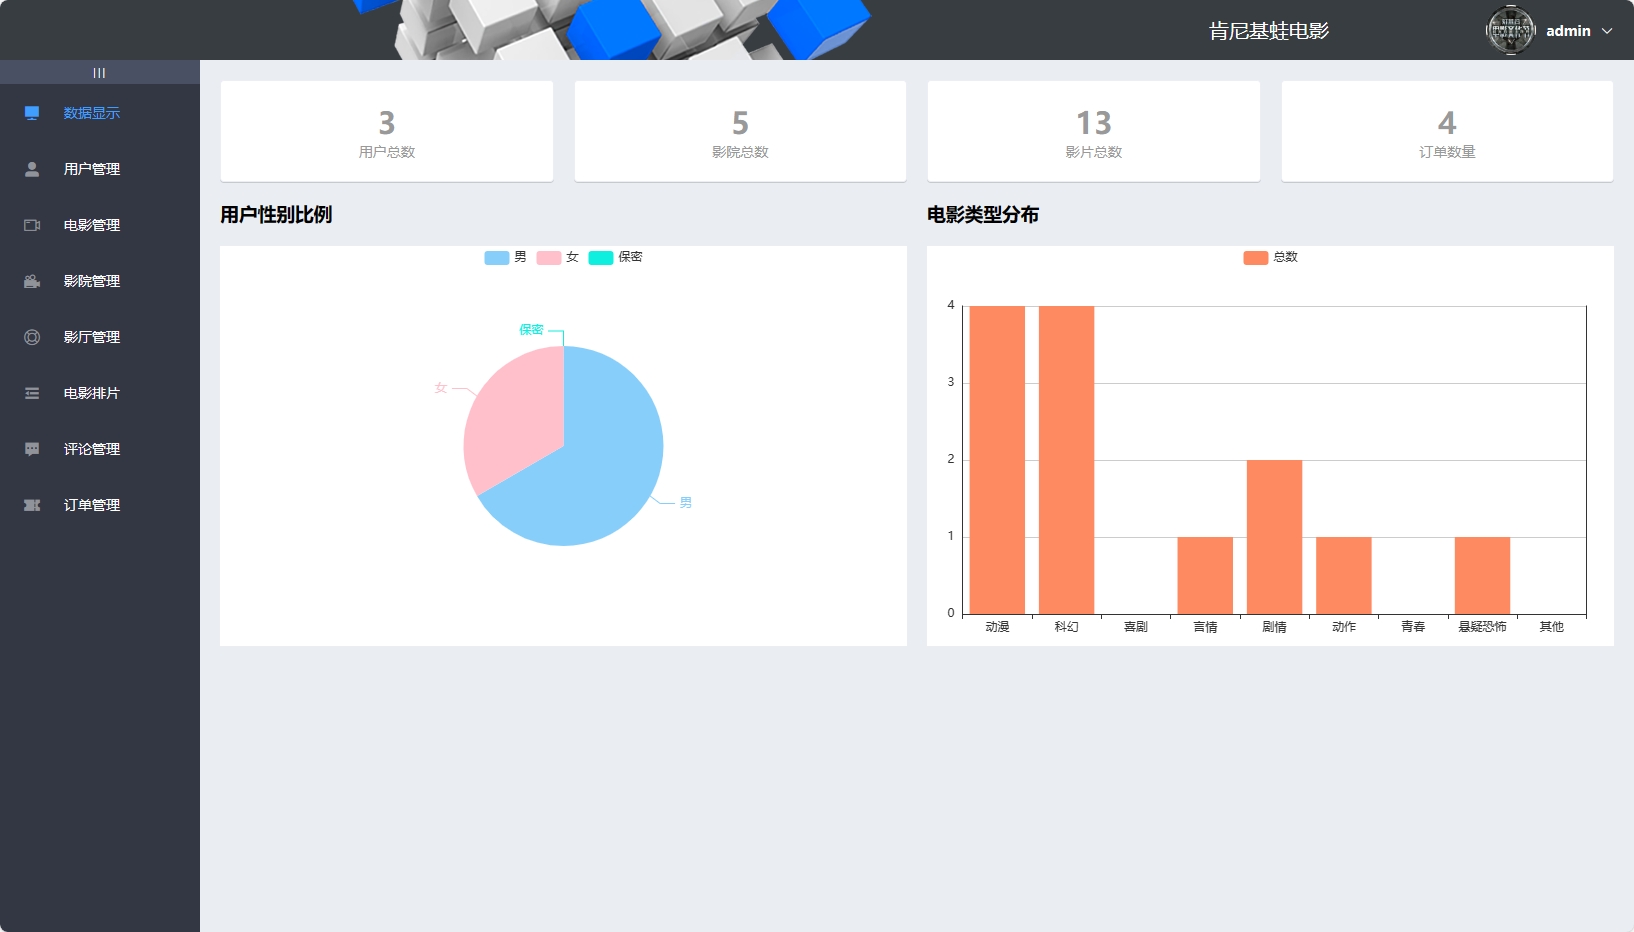 肯尼基蛙电影
admin
数据显示
用户管理
电影管理
影院管理
影厅管理
电影排片
评论管理
订单管理
3
用户总数
5
影院总数
13
影片总数
4
订单数量
用户性别比例
男 女 保密
保密
女
男
电影类型分布
总数
4
3
2
1
0
动漫 科幻 喜剧 言情 剧情 动作 青春 悬疑恐怖 其他